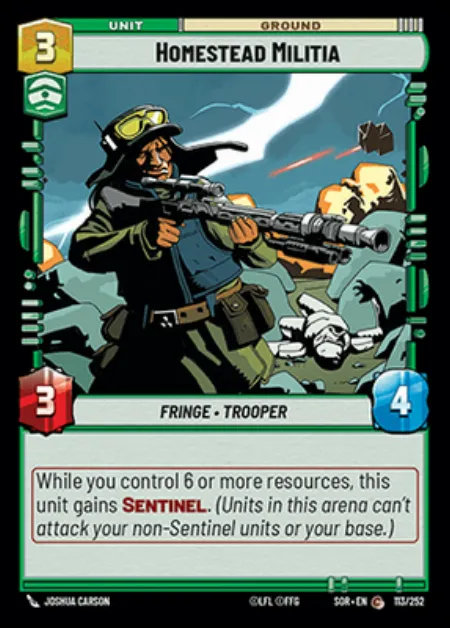 UNIT
GROUND
3
HOMESTEAD MILITIA
3
FRINGE • TROOPER
4
While you control 6 or more resources, this
unit gains SENTINEL. (Units in this arena can't
attack your non-Sentinel units or your base.)
JOSHUA CARSON
©LFL ©FFG
SOR • EN C 113/252